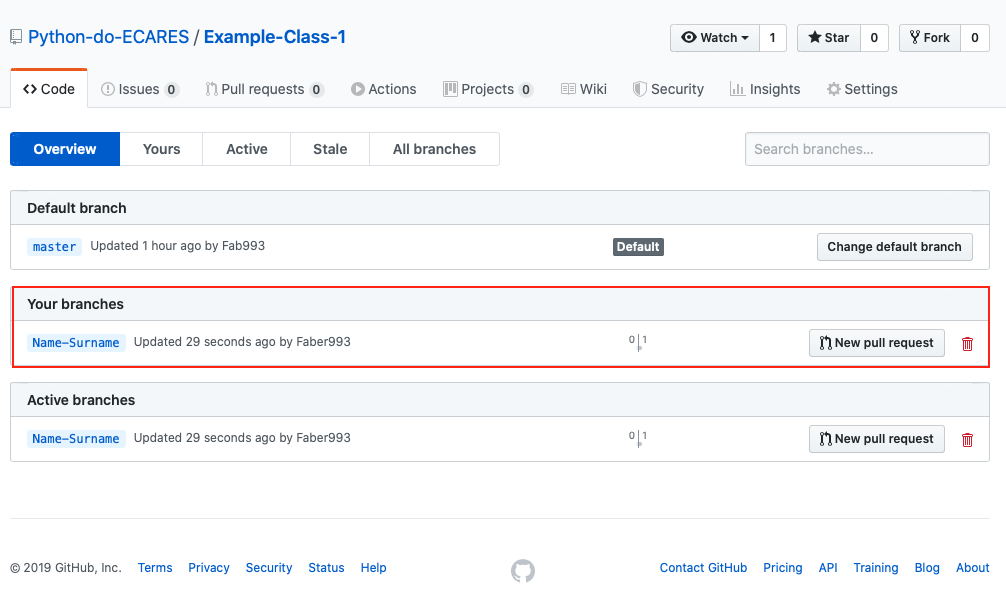 Python-do-ECARES / Example-Class-1 Watch 1 Star 0 Fork 0
Code Issues 0 Pull requests 0 Actions Projects 0 Wiki Security Insights Settings
Overview Yours Active Stale All branches Search branches...
Default branch
master Updated 1 hour ago by Fab993 Default Change default branch
Your branches
Name-Surname Updated 29 seconds ago by Faber993 0 1 New pull request
Active branches
Name-Surname Updated 29 seconds ago by Faber993 0 1 New pull request
© 2019 GitHub, Inc. Terms Privacy Security Status Help Contact GitHub Pricing API Training Blog About